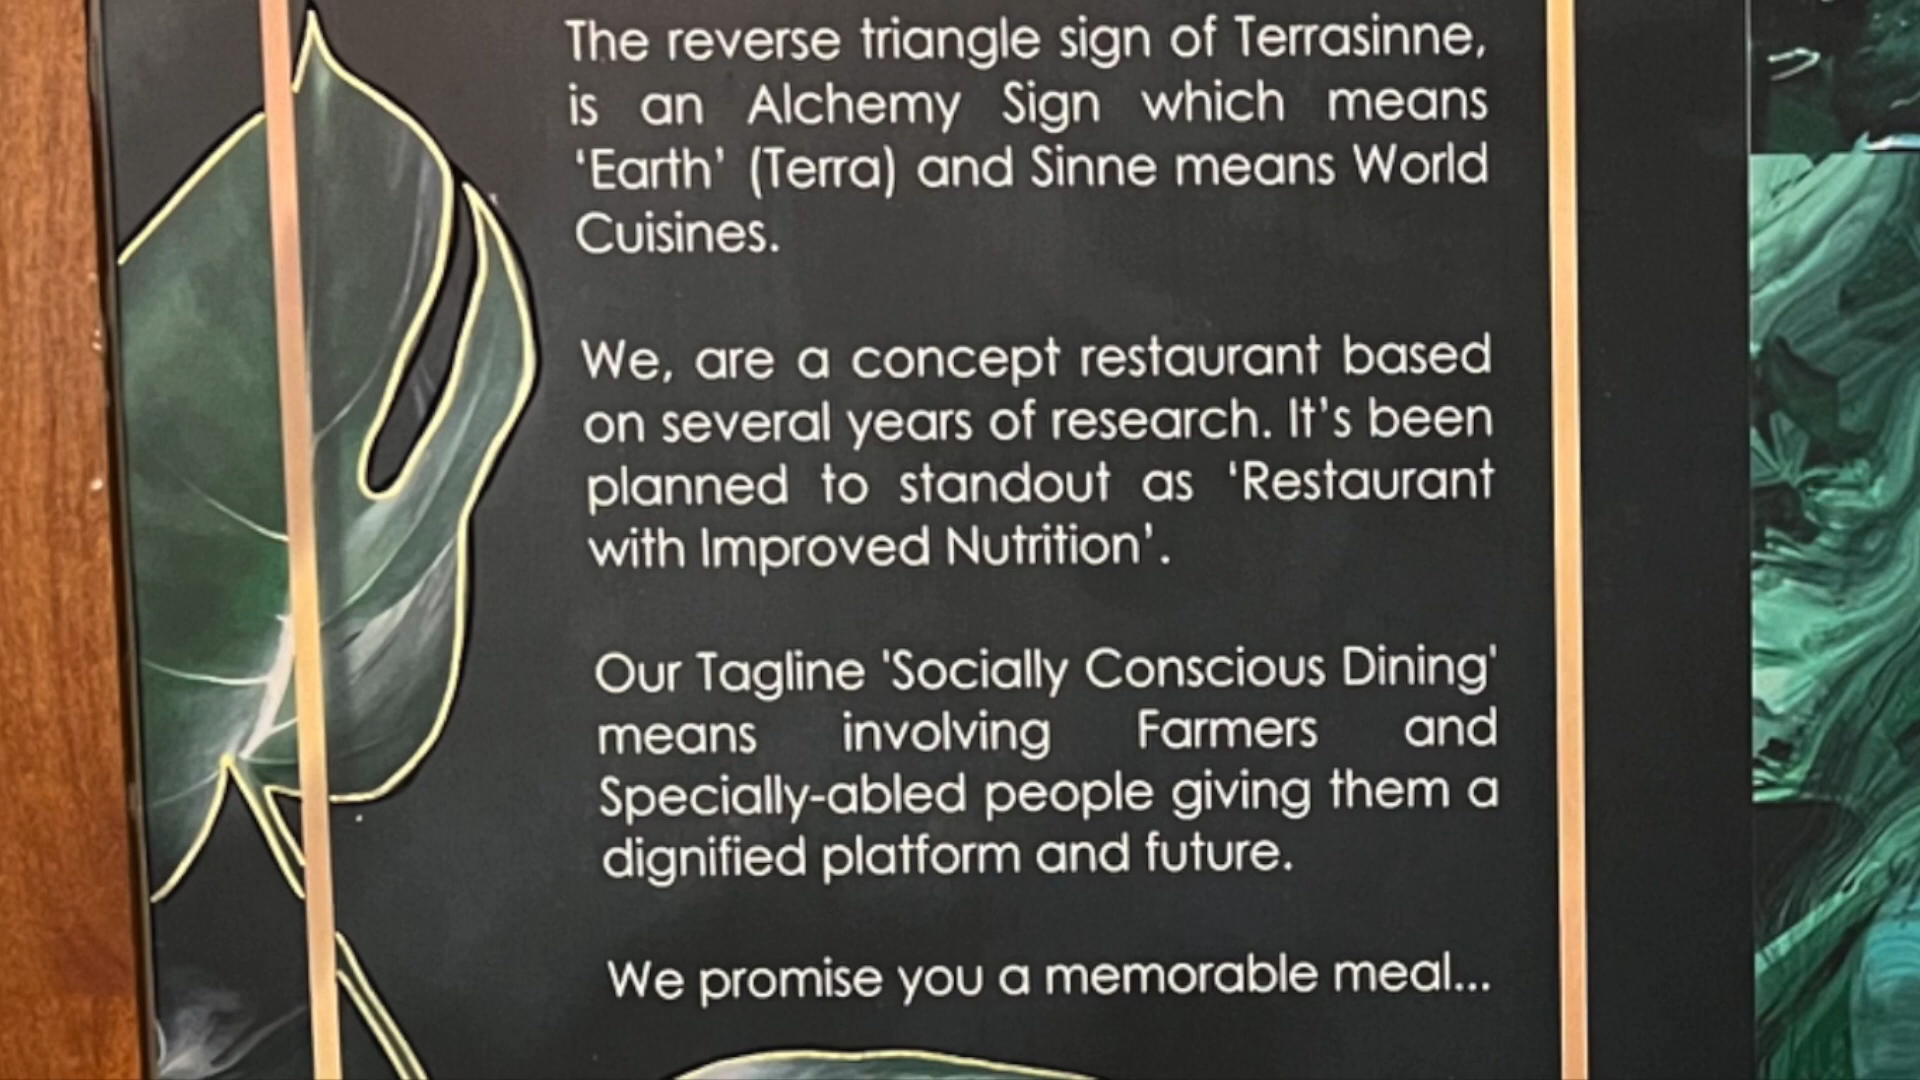 The reverse triangle sign of Terrasinne,
is an Alchemy Sign which means
‘Earth’ (Terra) and Sinne means World
Cuisines.
We, are a concept restaurant based
on several years of research. It’s been
planned to standout as ‘Restaurant
with Improved Nutrition’.
Our Tagline 'Socially Conscious Dining'
means involving Farmers and
Specially-abled people giving them a
dignified platform and future.
We promise you a memorable meal...